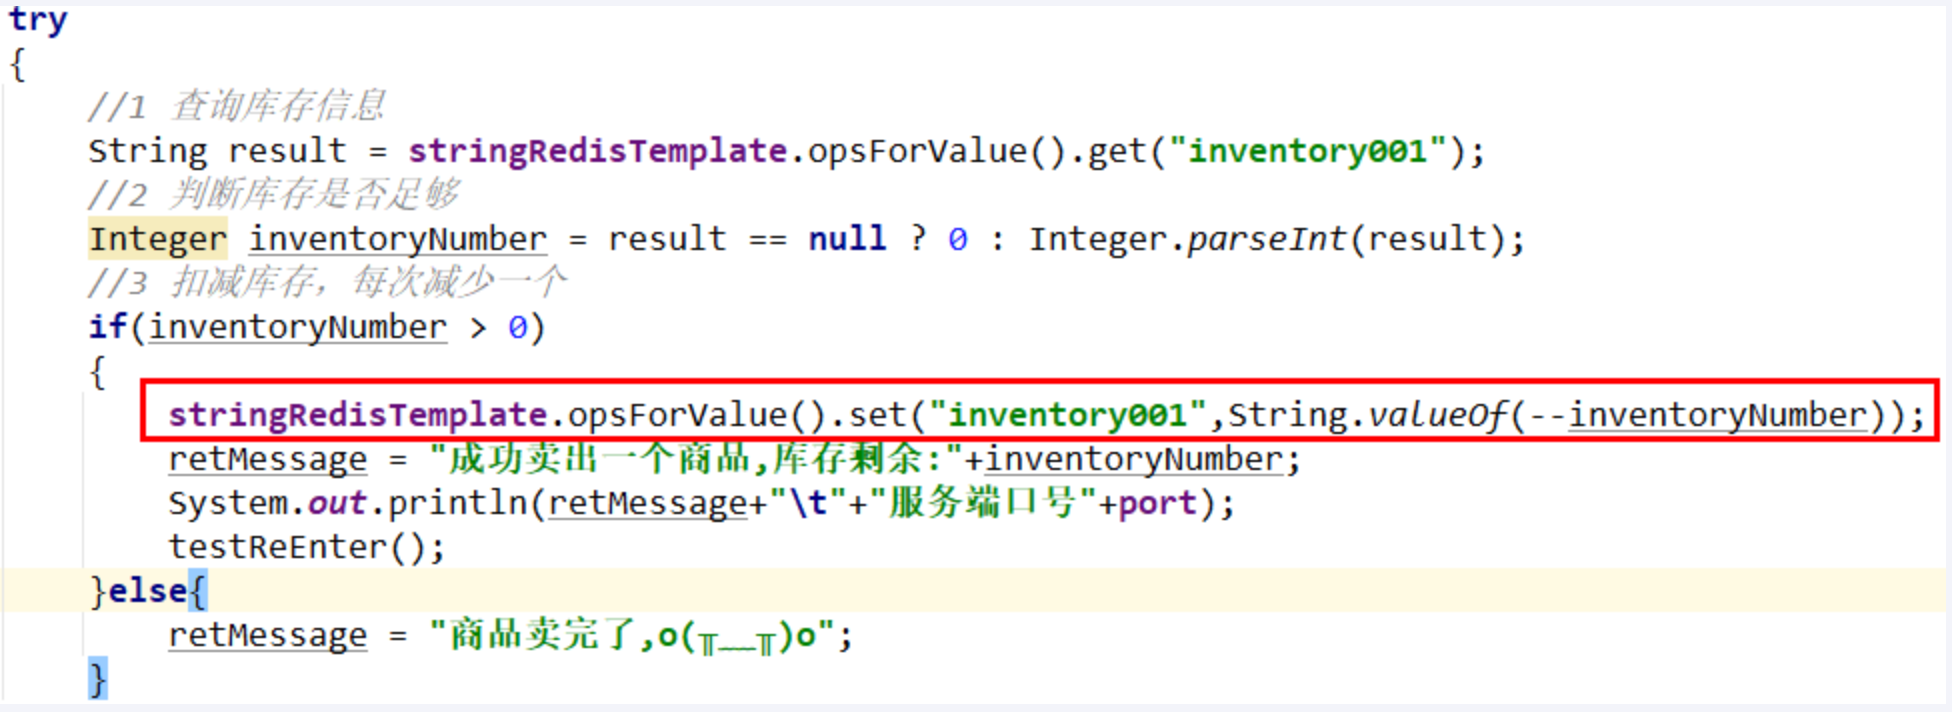 try
{
//1 查询库存信息
String result = stringRedisTemplate.opsForValue().get("inventory001");
//2 判断库存是否足够
Integer inventoryNumber = result == null ? 0 : Integer.parseInt(result);
//3 扣减库存，每次减少一个
if(inventoryNumber > 0)
{
stringRedisTemplate.opsForValue().set("inventory001",String.valueOf(--inventoryNumber));
retMessage = "成功卖出一个商品,库存剩余:"+inventoryNumber;
System.out.println(retMessage+"\t"+"服务端口号"+port);
testReEnter();
}else{
retMessage = "商品卖完了,o(╥﹏╥)o";
}